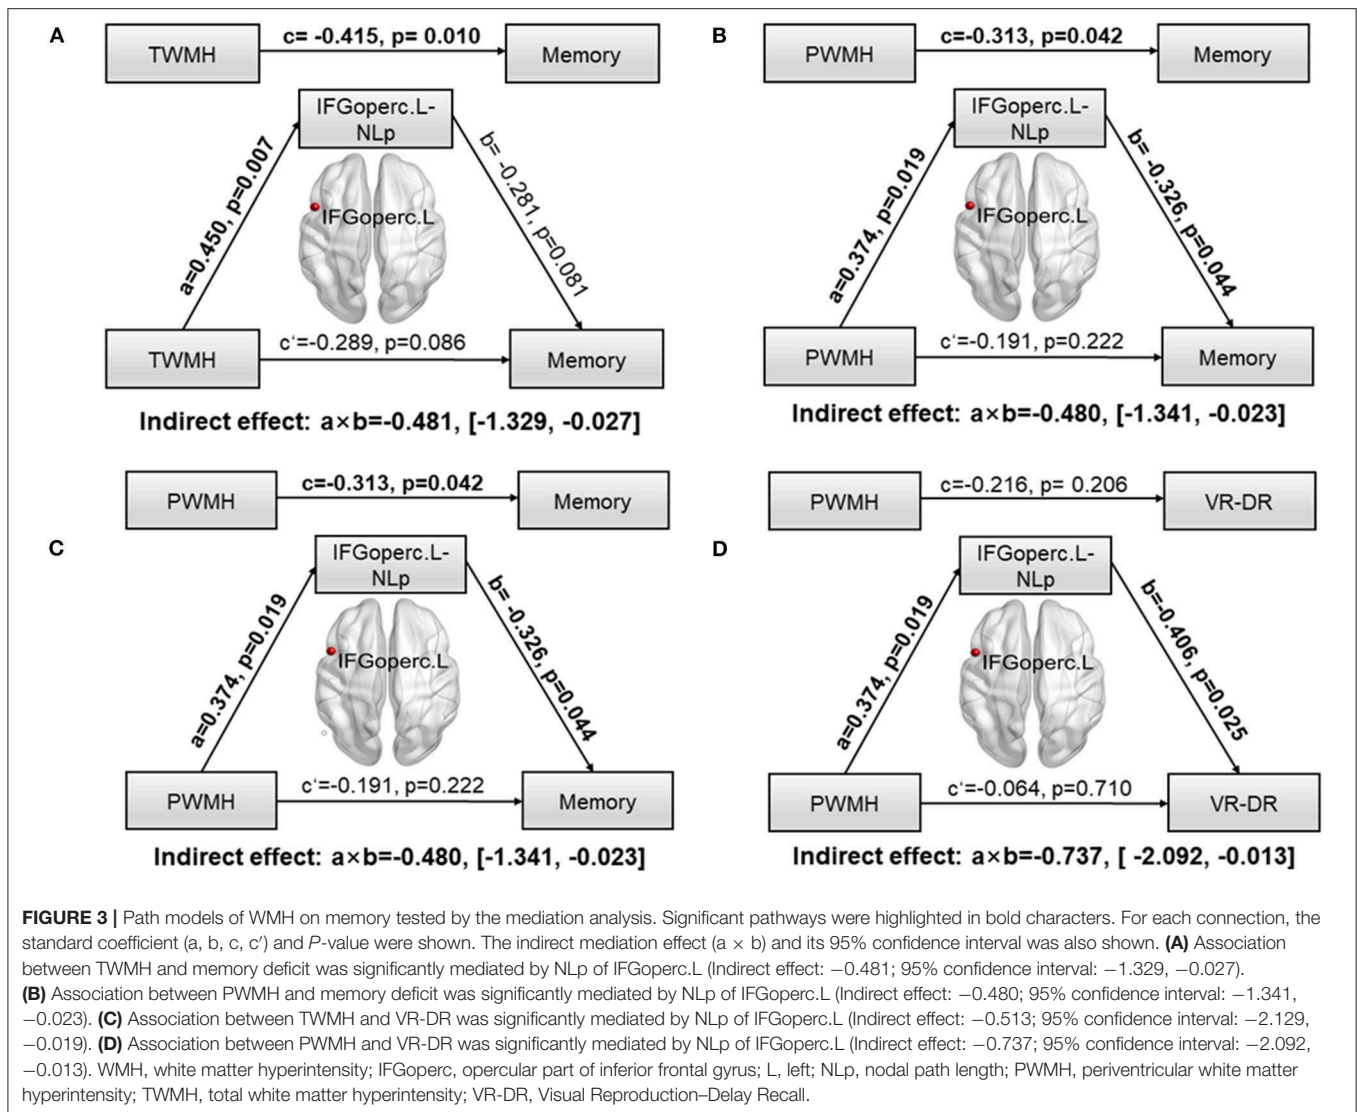 A
TWMH
c= -0.415, p= 0.010
Memory
IFGoperc.L-
NLp
a=0.450, p=0.007
IFGoperc.L
b= -0.281, p=0.081
TWMH
c‘=-0.289, p=0.086
Memory
Indirect effect: a×b=-0.481, [-1.329, -0.027]
B
PWMH
c=-0.313, p=0.042
Memory
IFGoperc.L-
NLp
a=0.374, p=0.019
IFGoperc.L
b= -0.326, p=0.044
PWMH
c‘=-0.191, p=0.222
Memory
Indirect effect: a×b=-0.480, [-1.341, -0.023]
PWMH
c=-0.313, p=0.042
Memory
C
IFGoperc.L-
NLp
a=0.374, p=0.019
IFGoperc.L
b= -0.326, p=0.044
PWMH
c‘=-0.191, p=0.222
Memory
Indirect effect: a×b=-0.480, [-1.341, -0.023]
PWMH
c=-0.216, p= 0.206
VR-DR
D
IFGoperc.L-
NLp
a=0.374, p=0.019
IFGoperc.L
b=-0.406, p=0.025
PWMH
c‘=-0.064, p=0.710
VR-DR
Indirect effect: a×b=-0.737, [ -2.092, -0.013]
FIGURE 3 | Path models of WMH on memory tested by the mediation analysis. Significant pathways were highlighted in bold characters. For each connection, the
standard coefficient (a, b, c, c′) and P-value were shown. The indirect mediation effect (a × b) and its 95% confidence interval was also shown. (A) Association
between TWMH and memory deficit was significantly mediated by NLp of IFGoperc.L (Indirect effect: −0.481; 95% confidence interval: −1.329, −0.027).
(B) Association between PWMH and memory deficit was significantly mediated by NLp of IFGoperc.L (Indirect effect: −0.480; 95% confidence interval: −1.341,
−0.023). (C) Association between TWMH and VR-DR was significantly mediated by NLp of IFGoperc.L (Indirect effect: −0.513; 95% confidence interval: −2.129,
−0.019). (D) Association between PWMH and VR-DR was significantly mediated by NLp of IFGoperc.L (Indirect effect: −0.737; 95% confidence interval: −2.092,
−0.013). WMH, white matter hyperintensity; IFGoperc, opercular part of inferior frontal gyrus; L, left; NLp, nodal path length; PWMH, periventricular white matter
hyperintensity; TWMH, total white matter hyperintensity; VR-DR, Visual Reproduction–Delay Recall.